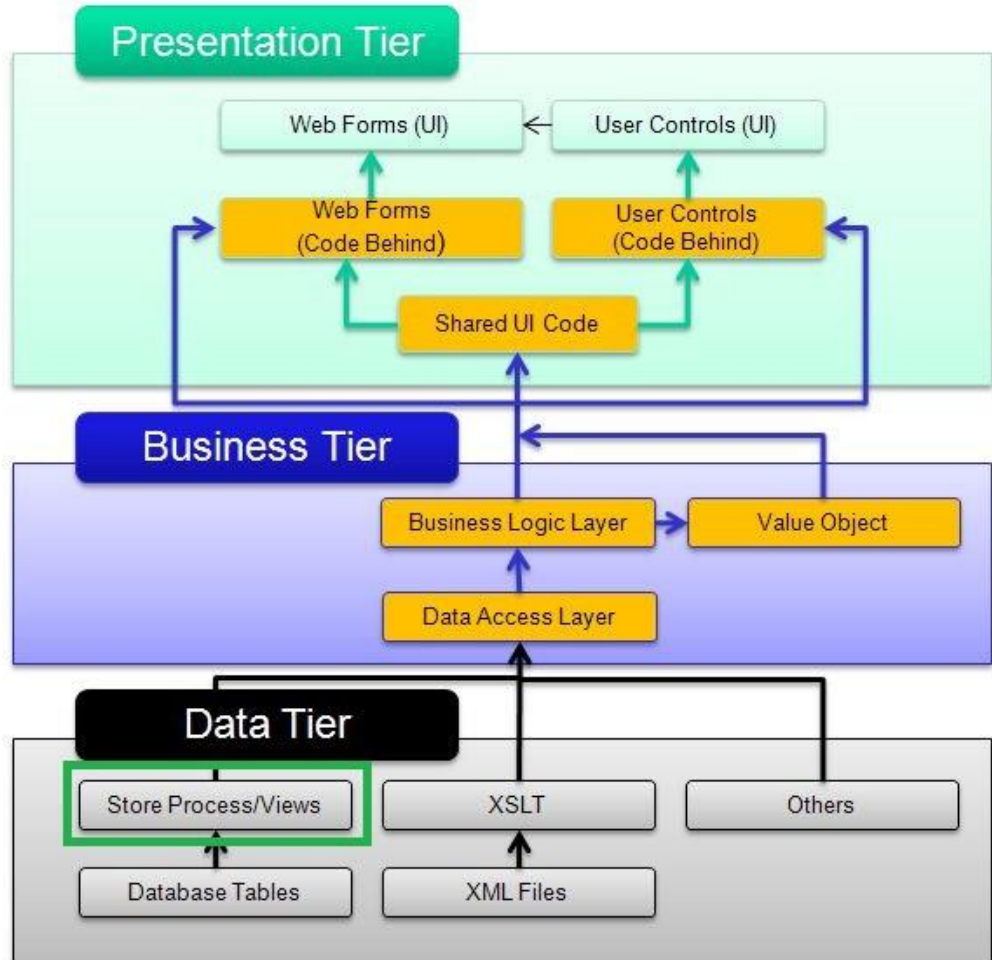 Presentation Tier
Web Forms (UI)
User Controls (UI)
Web Forms
(Code Behind)
User Controls
(Code Behind)
Shared UI Code
Business Tier
Business Logic Layer
Value Object
Data Access Layer
Data Tier
Store Process/Views
XSLT
Others
Database Tables
XML Files